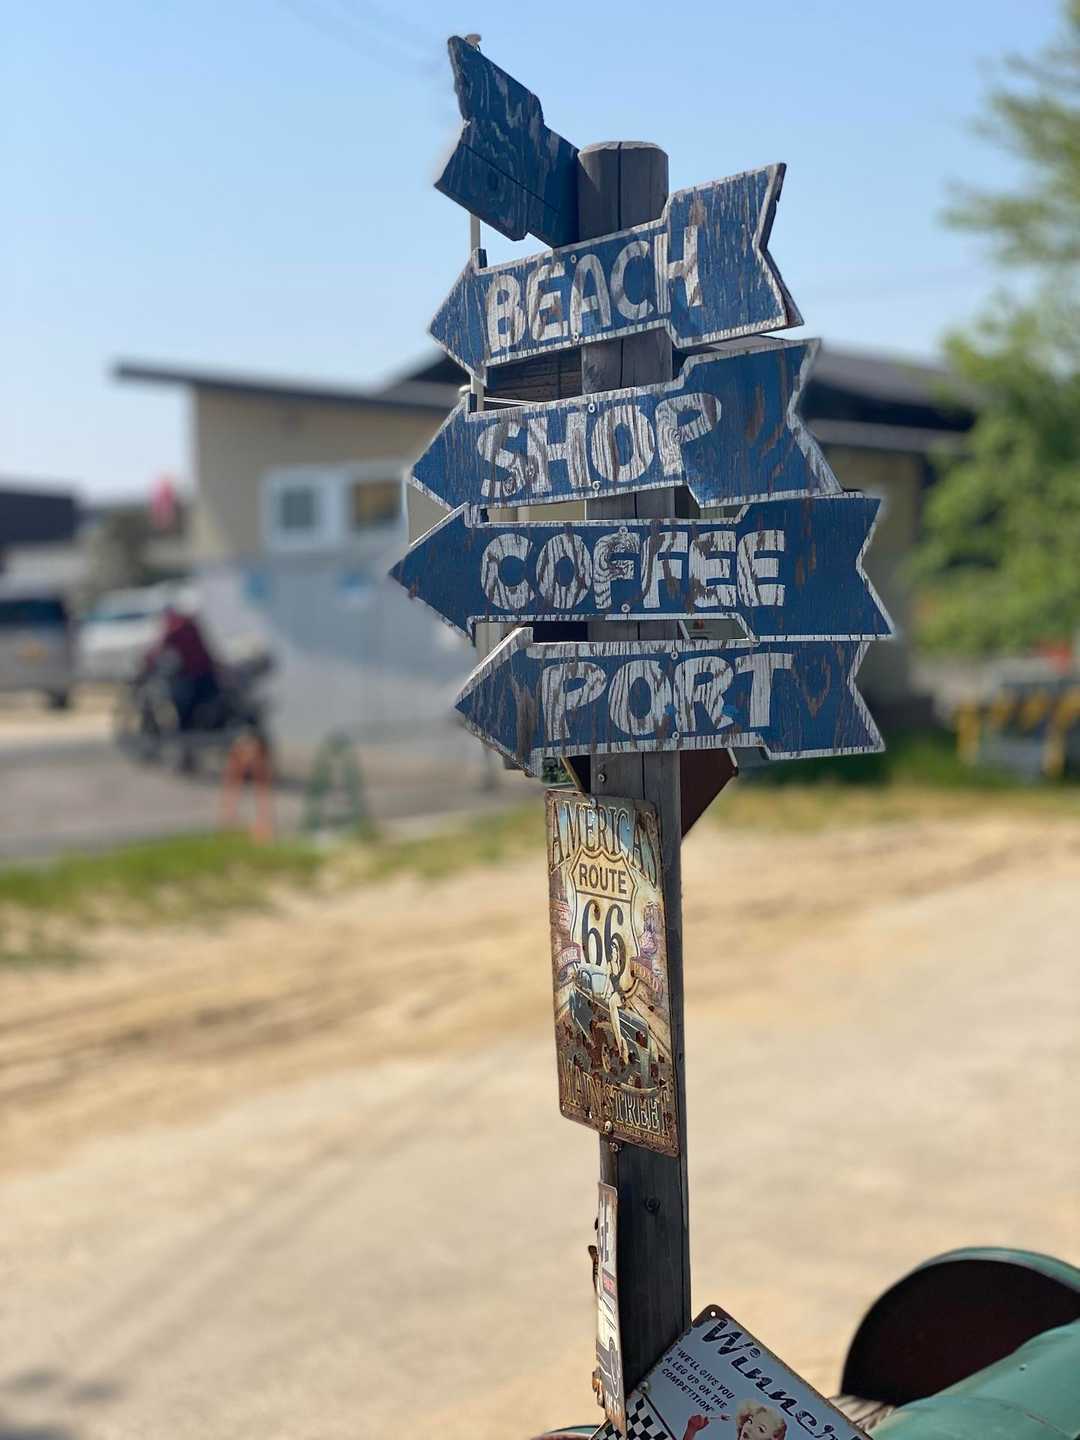 BEACH
SHOP
COFFEE
PORT
AMERICA'S
ROUTE
66
MAIN STREET
"WE'LL GIVE YOU
A LEG UP ON THE
COMPETITION"